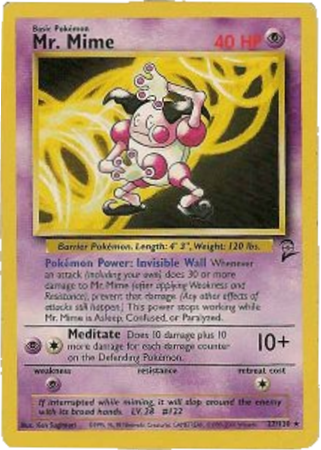 Basic Pokémon
Mr. Mime 40 HP
Barrier Pokémon. Length: 4' 3", Weight: 120 lbs.
Pokémon Power: Invisible Wall Whenever
an attack (including your own) does 30 or more
damage to Mr. Mime (after applying Weakness and
Resistance), prevent that damage. (Any other effects of
attacks still happen.) This power stops working while
Mr. Mime is Asleep, Confused, or Paralyzed.
Meditate Does 10 damage plus 10
more damage for each damage counter
on the Defending Pokémon.
10+
weakness resistance retreat cost
If interrupted while miming, it will slap around the enemy
with its broad hands. LV. 28 #122
Illus. Ken Sugimori
27/130